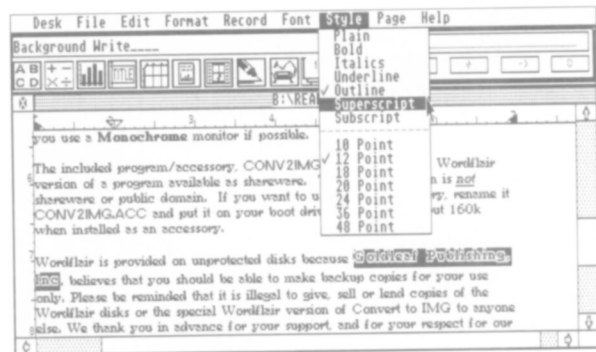 Desk File Edit Format Record Font Style Page Help
Background Write____
Plain
Bold
Italics
Underline
✓ Outline
Superscript
Subscript
10 Point
✓ 12 Point
18 Point
20 Point
24 Point
36 Point
48 Point
A B
C D
TITLE
B:\REA
you use a Monochrome monitor if possible.
The included program/accessory, CONV2IMG Wordflair
version of a program available as shareware. n is not
shareware or public domain. If you want to u ry, rename it
CONV2IMG.ACC and put it on your boot driv ut 160k
when installed as an accessory.
Wordflair is provided on unprotected disks because Goldleaf Publishing,
Inc, believes that you should be able to make backup copies for your use
only. Please be reminded that it is illegal to give, sell or lend copies of the
Wordflair disks or the special Wordflair version of Convert to IMG to anyone
else. We thank you in advance for your support, and for your respect for our